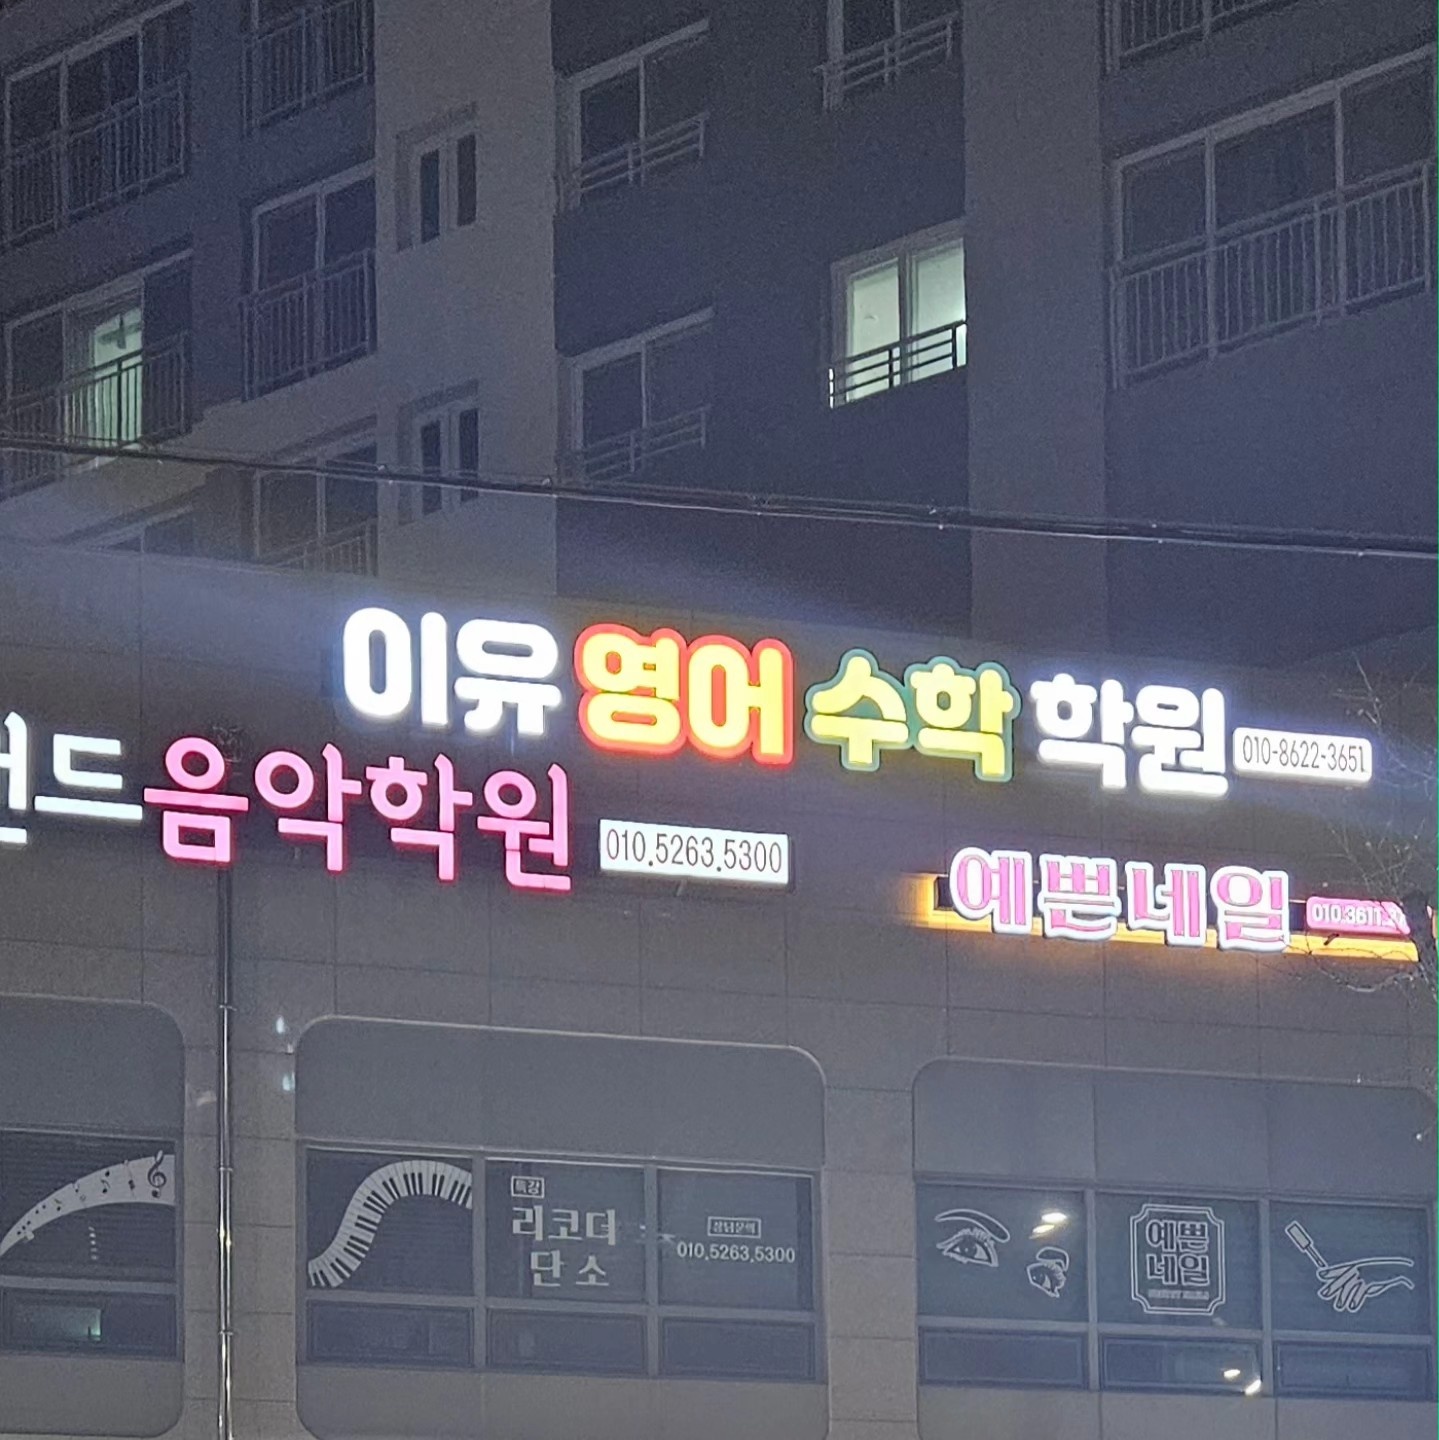 이유 영어 수학 학원 010-8622-3651
드음악학원 010.5263.5300
예쁜네일 010.3611
특강
리코더
단소
상담문의
010.5263.5300
예쁜
네일